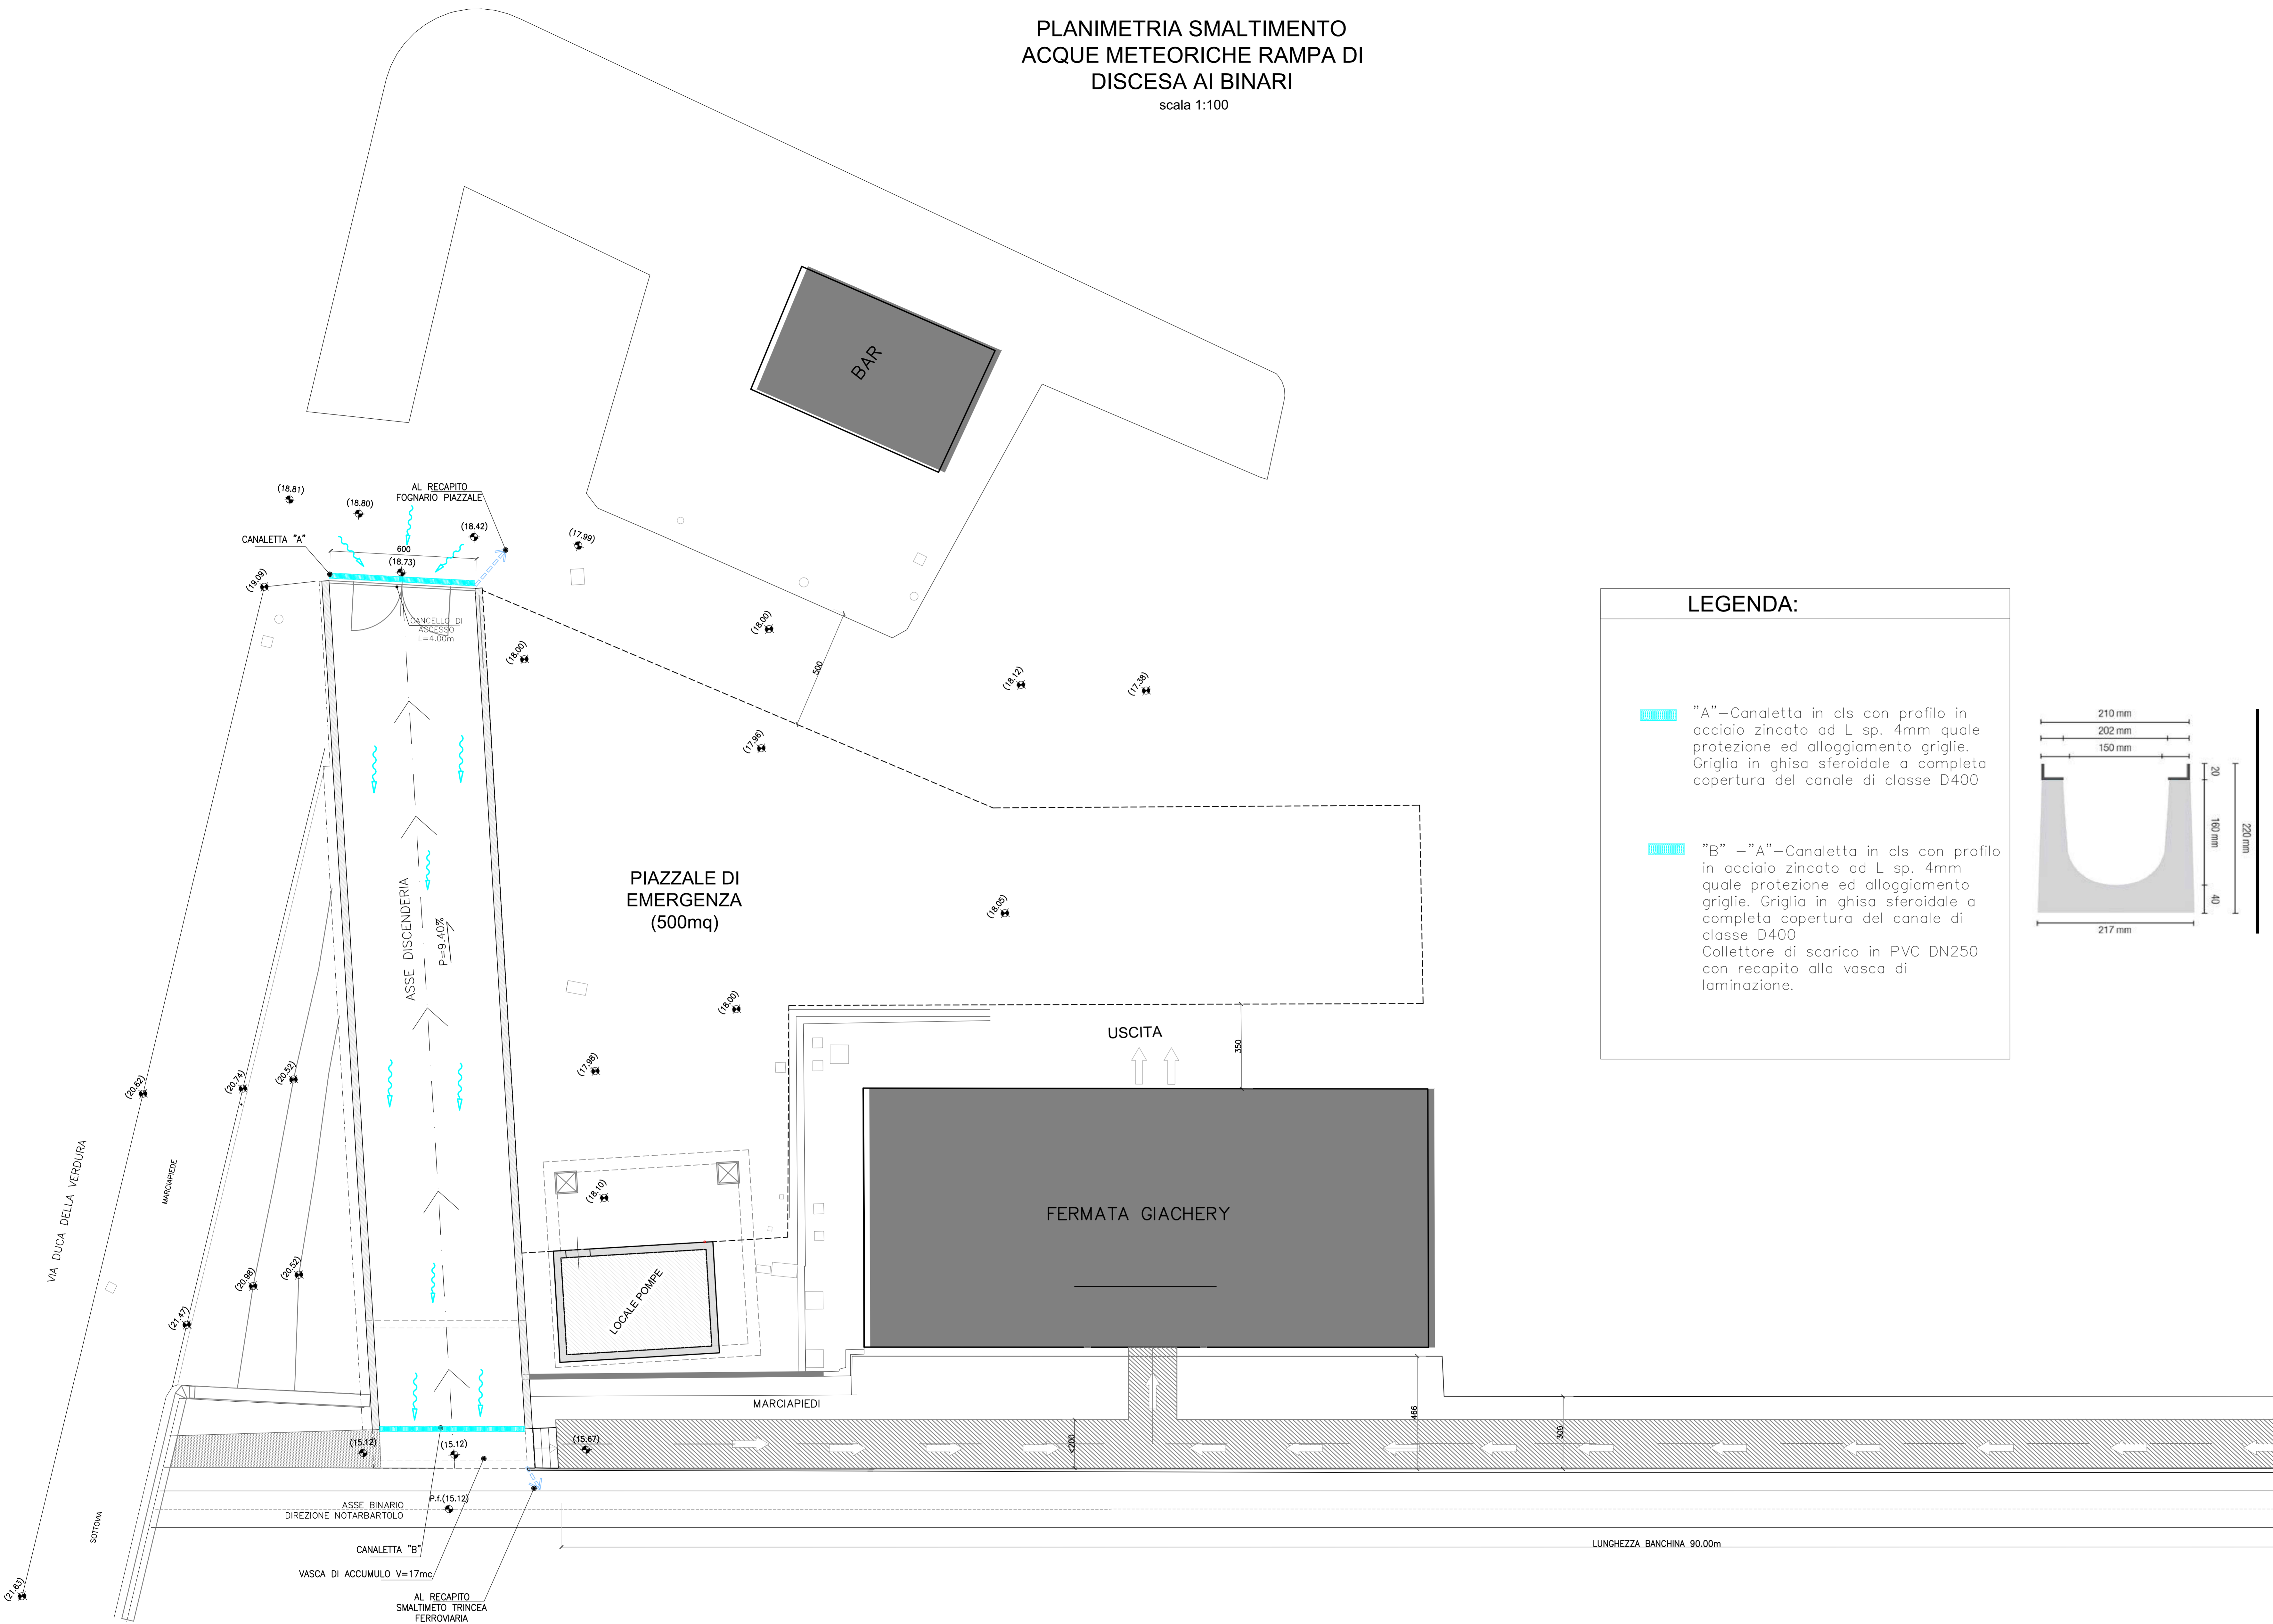 PLANIMETRIA SMALTIMENTO
ACQUE METEORICHE RAMPA DI
DISCESA AI BINARI
scala 1:100
BAR
(18.81)
(18.80)
AL RECAPITO
FOGNARIO PIAZZALE
(18.42)
(17.99)
CANALETTA "A"
600
(18.73)
(19.09)
CANCELLO DI
ACCESSO
L=4.00m
(18.00)
(18.00)
500
(18.12)
(17.38)
(17.96)
LEGENDA:
"A"-Canaletta in cls con profilo in
acciaio zincato ad L sp. 4mm quale
protezione ed alloggiamento griglie.
Griglia in ghisa sferoidale a completa
copertura del canale di classe D400
"B" -"A"-Canaletta in cls con profilo
in acciaio zincato ad L sp. 4mm
quale protezione ed alloggiamento
griglie. Griglia in ghisa sferoidale a
completa copertura del canale di
classe D400
Collettore di scarico in PVC DN250
con recapito alla vasca di
laminazione.
210 mm
202 mm
150 mm
20
160 mm
40
220 mm
217 mm
PIAZZALE DI
EMERGENZA
(500mq)
ASSE DISCENDERIA
P=9.40%
(18.05)
(18.00)
USCITA
350
(17.98)
(20.62)
(20.74)
(20.52)
VIA DUCA DELLA VERDURA
MARCIAPIEDE
(18.10)
FERMATA GIACHERY
LOCALE POMPE
(20.98)
(20.52)
(21.47)
MARCIAPIEDI
466
300
<200
(15.12)
(15.12)
(15.67)
P.f.(15.12)
ASSE BINARIO
DIREZIONE NOTARBARTOLO
SOTTOVIA
LUNGHEZZA BANCHINA 90.00m
CANALETTA "B"
VASCA DI ACCUMULO V=17mc
(21.63)
AL RECAPITO
SMALTIMETO TRINCEA
FERROVIARIA